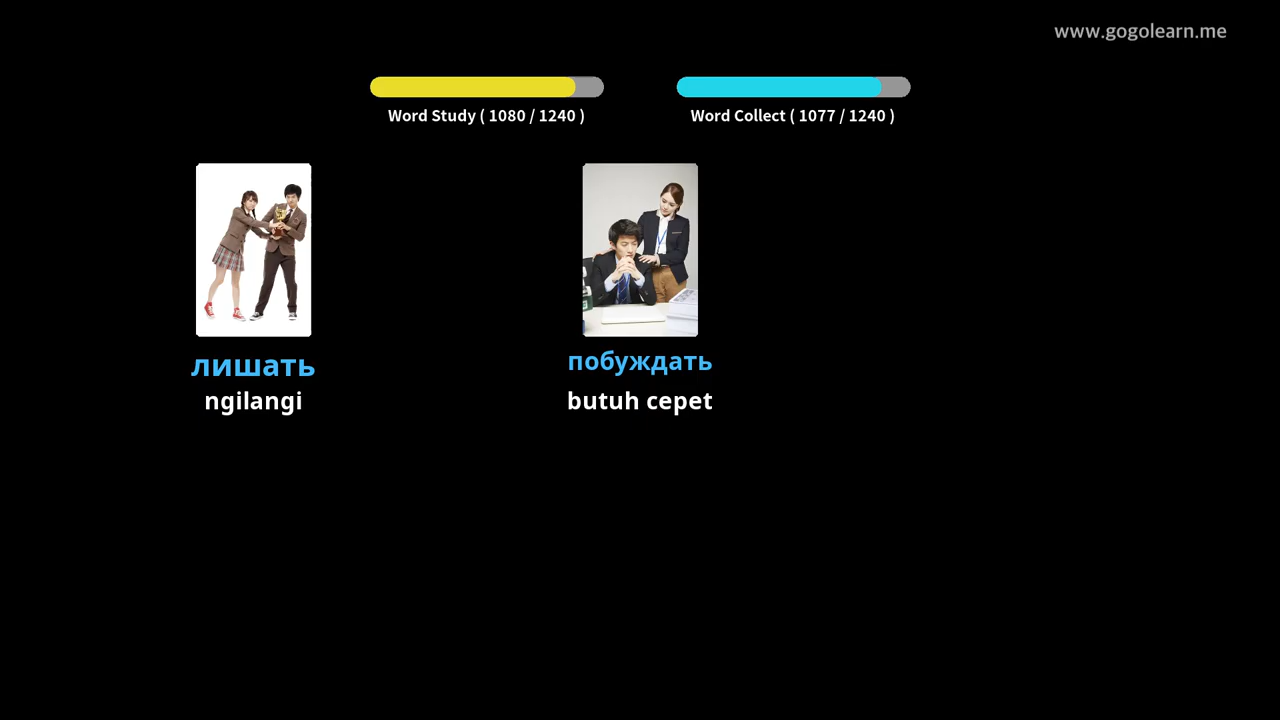 www.gogolearn.me
Word Study ( 1080 / 1240 )
Word Collect ( 1077 / 1240 )
лишать
ngilangi
побуждать
butuh cepet